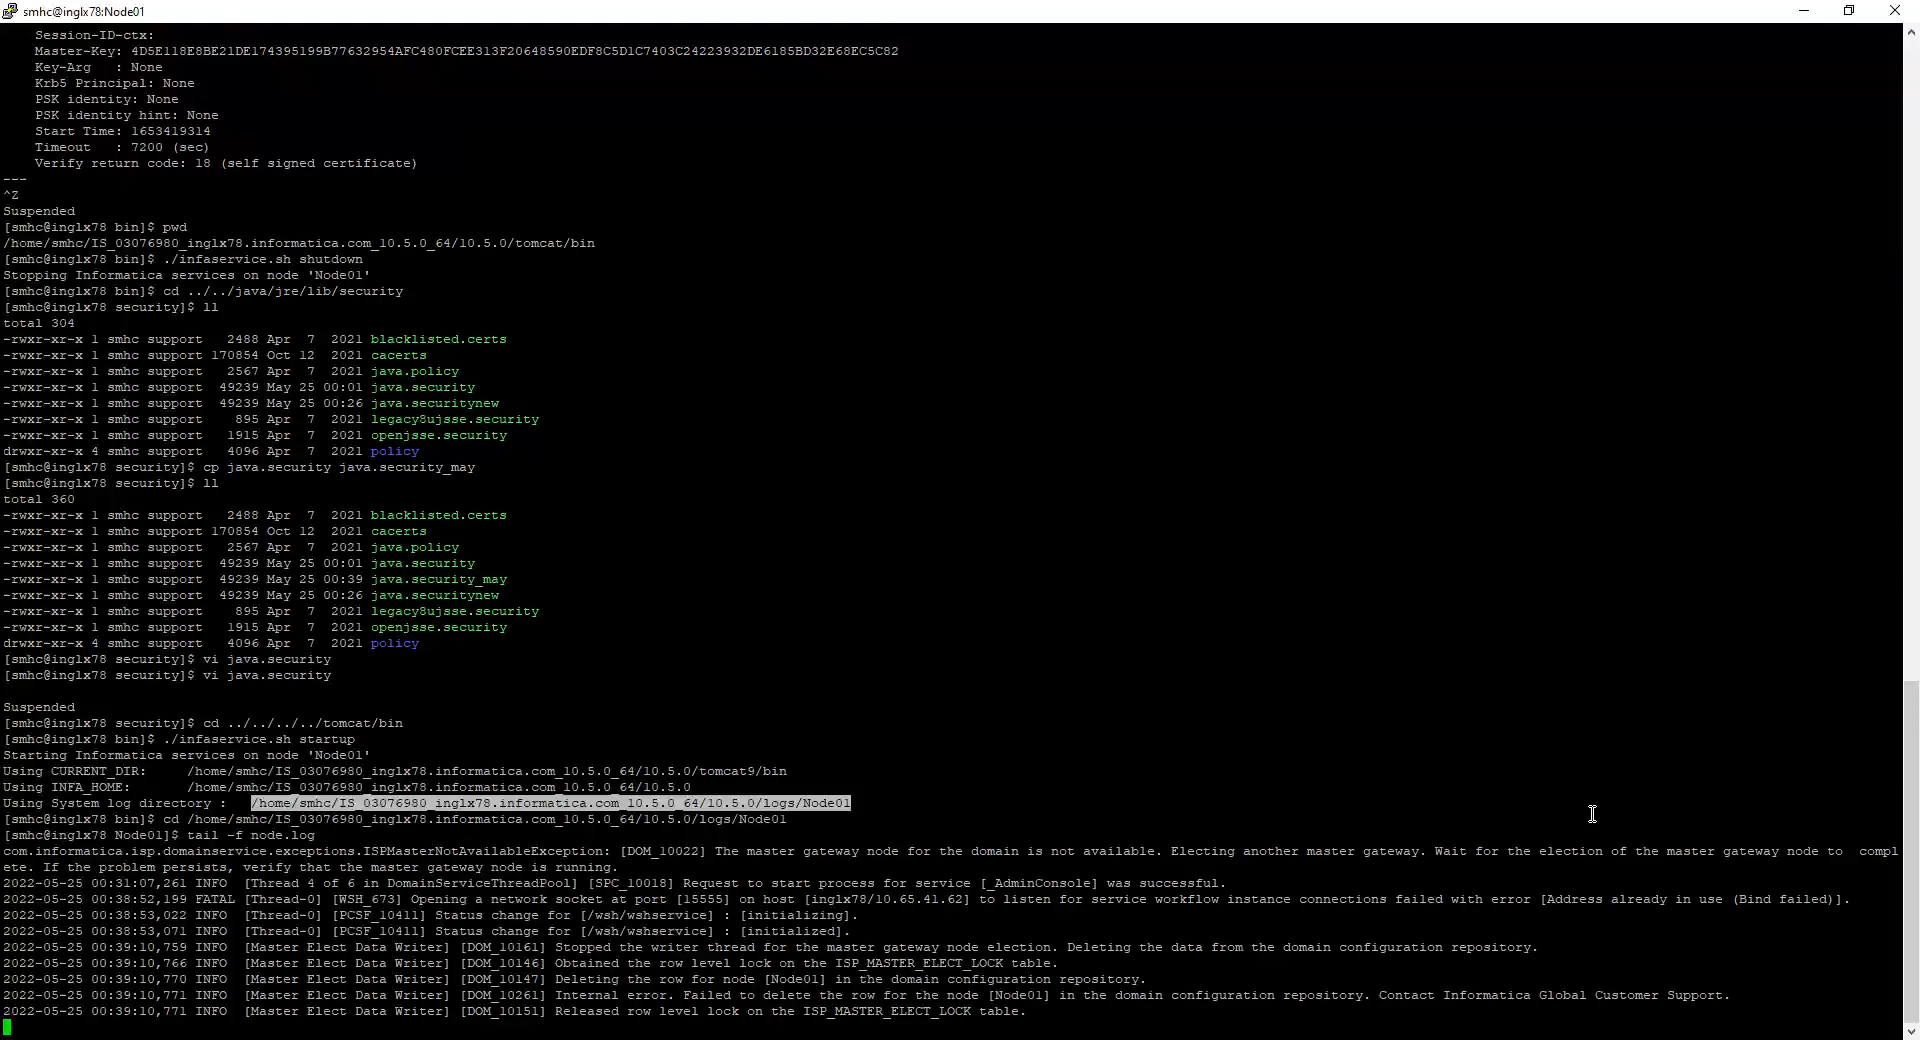 smhc@inglx78:Node01
Session-ID-ctx:
Master-Key: 4D5E118E8BE21DE174395199B77632954AFC480FCEE313F20648590EDF8C5D1C7403C24223932DE6185BD32E68EC5C82
Key-Arg   : None
Krb5 Principal: None
PSK identity: None
PSK identity hint: None
Start Time: 1653419314
Timeout   : 7200 (sec)
Verify return code: 18 (self signed certificate)
---
^Z
Suspended
[smhc@inglx78 bin]$ pwd
/home/smhc/IS_03076980_inglx78.informatica.com_10.5.0_64/10.5.0/tomcat/bin
[smhc@inglx78 bin]$ ./infaservice.sh shutdown
Stopping Informatica services on node 'Node01'
[smhc@inglx78 bin]$ cd ../../java/jre/lib/security
[smhc@inglx78 security]$ ll
total 304
-rwxr-xr-x 1 smhc support   2488 Apr  7  2021 blacklisted.certs
-rwxr-xr-x 1 smhc support 170854 Oct 12  2021 cacerts
-rwxr-xr-x 1 smhc support   2567 Apr  7  2021 java.policy
-rwxr-xr-x 1 smhc support  49239 May 25 00:01 java.security
-rwxr-xr-x 1 smhc support  49239 May 25 00:26 java.securitynew
-rwxr-xr-x 1 smhc support    895 Apr  7  2021 legacy8ujsse.security
-rwxr-xr-x 1 smhc support   1915 Apr  7  2021 openjsse.security
drwxr-xr-x 4 smhc support   4096 Apr  7  2021 policy
[smhc@inglx78 security]$ cp java.security java.security_may
[smhc@inglx78 security]$ ll
total 360
-rwxr-xr-x 1 smhc support   2488 Apr  7  2021 blacklisted.certs
-rwxr-xr-x 1 smhc support 170854 Oct 12  2021 cacerts
-rwxr-xr-x 1 smhc support   2567 Apr  7  2021 java.policy
-rwxr-xr-x 1 smhc support  49239 May 25 00:01 java.security
-rwxr-xr-x 1 smhc support  49239 May 25 00:39 java.security_may
-rwxr-xr-x 1 smhc support  49239 May 25 00:26 java.securitynew
-rwxr-xr-x 1 smhc support    895 Apr  7  2021 legacy8ujsse.security
-rwxr-xr-x 1 smhc support   1915 Apr  7  2021 openjsse.security
drwxr-xr-x 4 smhc support   4096 Apr  7  2021 policy
[smhc@inglx78 security]$ vi java.security
[smhc@inglx78 security]$ vi java.security
Suspended
[smhc@inglx78 security]$ cd ../../../../tomcat/bin
[smhc@inglx78 bin]$ ./infaservice.sh startup
Starting Informatica services on node 'Node01'
Using CURRENT_DIR:     /home/smhc/IS_03076980_inglx78.informatica.com_10.5.0_64/10.5.0/tomcat9/bin
Using INFA_HOME:       /home/smhc/IS_03076980_inglx78.informatica.com_10.5.0_64/10.5.0
Using System log directory :   /home/smhc/IS_03076980_inglx78.informatica.com_10.5.0_64/10.5.0/logs/Node01
[smhc@inglx78 bin]$ cd /home/smhc/IS_03076980_inglx78.informatica.com_10.5.0_64/10.5.0/logs/Node01
[smhc@inglx78 Node01]$ tail -f node.log
com.informatica.isp.domainservice.exceptions.ISPMasterNotAvailableException: [DOM_10022] The master gateway node for the domain is not available. Electing another master gateway. Wait for the election of the master gateway node to  compl
ete. If the problem persists, verify that the master gateway node is running.
2022-05-25 00:31:07,261 INFO  [Thread 4 of 6 in DomainServiceThreadPool] [SPC_10018] Request to start process for service [_AdminConsole] was successful.
2022-05-25 00:38:52,199 FATAL [Thread-0] [WSH_673] Opening a network socket at port [15555] on host [inglx78/10.65.41.62] to listen for service workflow instance connections failed with error [Address already in use (Bind failed)].
2022-05-25 00:38:53,022 INFO  [Thread-0] [PCSF_10411] Status change for [/wsh/wshservice] : [initializing].
2022-05-25 00:38:53,071 INFO  [Thread-0] [PCSF_10411] Status change for [/wsh/wshservice] : [initialized].
2022-05-25 00:39:10,759 INFO  [Master Elect Data Writer] [DOM_10161] Stopped the writer thread for the master gateway node election. Deleting the data from the domain configuration repository.
2022-05-25 00:39:10,766 INFO  [Master Elect Data Writer] [DOM_10146] Obtained the row level lock on the ISP_MASTER_ELECT_LOCK table.
2022-05-25 00:39:10,770 INFO  [Master Elect Data Writer] [DOM_10147] Deleting the row for node [Node01] in the domain configuration repository.
2022-05-25 00:39:10,771 INFO  [Master Elect Data Writer] [DOM_10261] Internal error. Failed to delete the row for the node [Node01] in the domain configuration repository. Contact Informatica Global Customer Support.
2022-05-25 00:39:10,771 INFO  [Master Elect Data Writer] [DOM_10151] Released row level lock on the ISP_MASTER_ELECT_LOCK table.